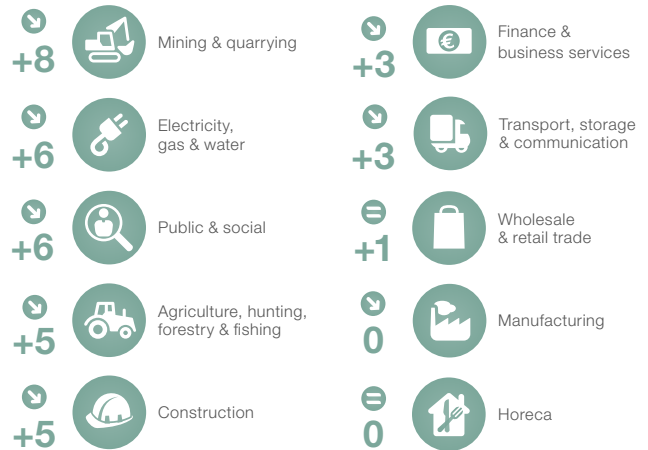 +8
Mining & quarrying
+6
Electricity,
gas & water
+6
Public & social
+5
Agriculture, hunting,
forestry & fishing
+5
Construction
+3
Finance &
business services
€
+3
Transport, storage
& communication
+1
Wholesale
& retail trade
0
Manufacturing
0
Horeca